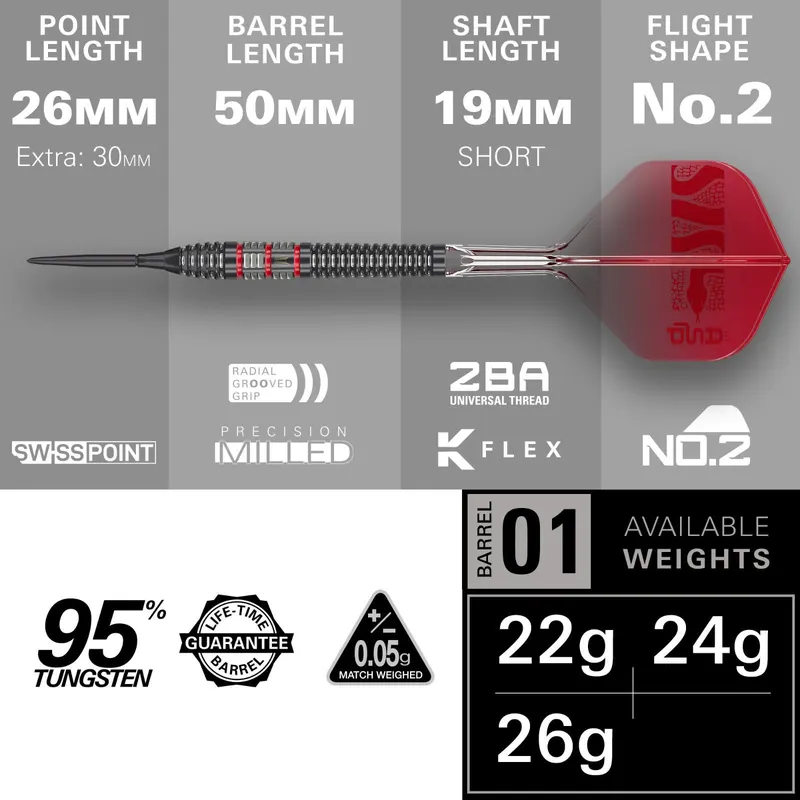 POINT
LENGTH
26MM
Extra: 30MM
BARREL
LENGTH
50MM
SHAFT
LENGTH
19MM
SHORT
FLIGHT
SHAPE
No.2
ASP
SWISSPOINT
RADIAL
GROOVED
GRIP
PRECISION
MILLED
2BA
UNIVERSAL THREAD
K FLEX
NO.2
95%
TUNGSTEN
LIFE-TIME
GUARANTEE
BARREL
+/-
0.05g
MATCH WEIGHED
BARREL
01
AVAILABLE
WEIGHTS
22g 24g
26g